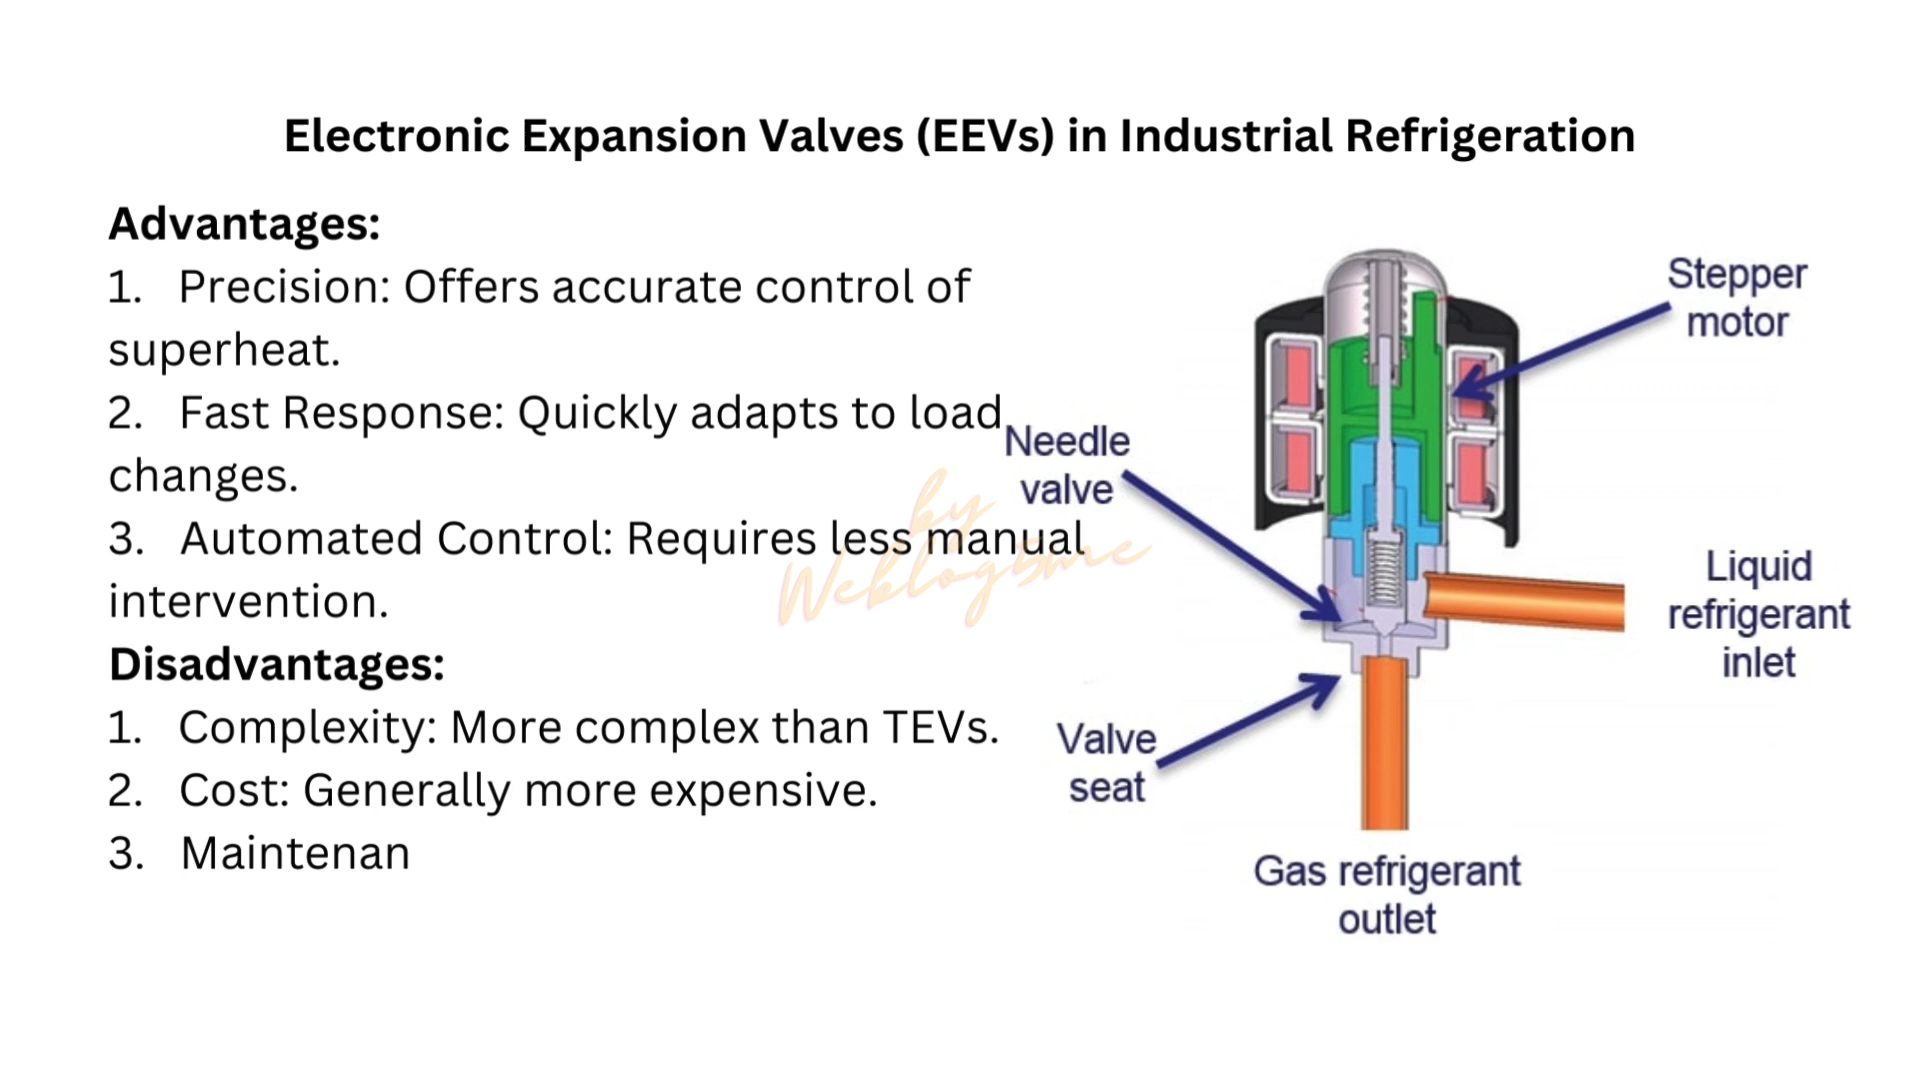 Electronic Expansion Valves (EEVs) in Industrial Refrigeration
Advantages:
1. Precision: Offers accurate control of
superheat.
2. Fast Response: Quickly adapts to load
changes.
3. Automated Control: Requires less manual
intervention.
Disadvantages:
1. Complexity: More complex than TEVs.
2. Cost: Generally more expensive.
3. Maintenan
Stepper
motor
Needle
valve
Liquid
refrigerant
inlet
Valve
seat
Gas refrigerant
outlet
by
Weblog5mc